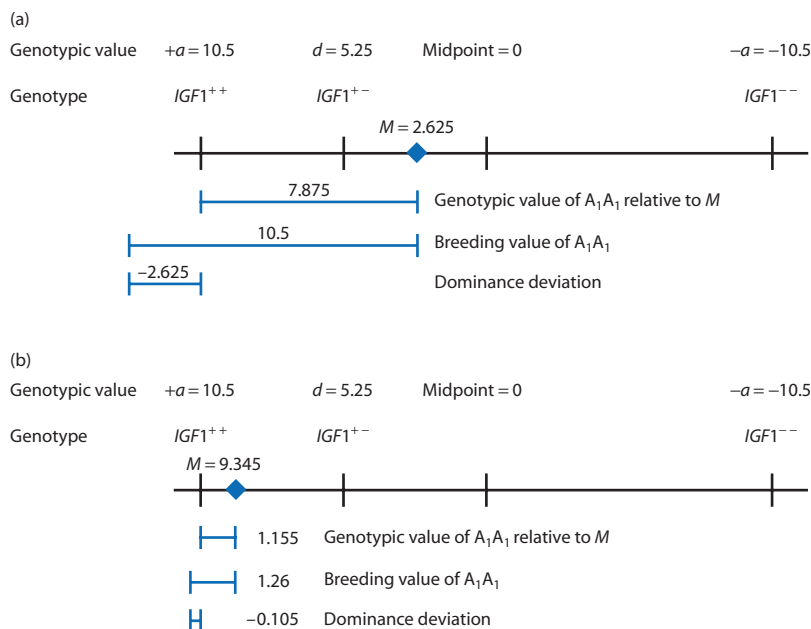 (a)
Genotypic value +a = 10.5 d = 5.25 Midpoint = 0 −a = −10.5
Genotype IGF1⁺⁺ IGF1⁺⁻ IGF1⁻⁻
M = 2.625
7.875 Genotypic value of A₁A₁ relative to M
10.5 Breeding value of A₁A₁
−2.625 Dominance deviation
(b)
Genotypic value +a = 10.5 d = 5.25 Midpoint = 0 −a = −10.5
Genotype IGF1⁺⁺ IGF1⁺⁻ IGF1⁻⁻
M = 9.345
1.155 Genotypic value of A₁A₁ relative to M
1.26 Breeding value of A₁A₁
−0.105 Dominance deviation